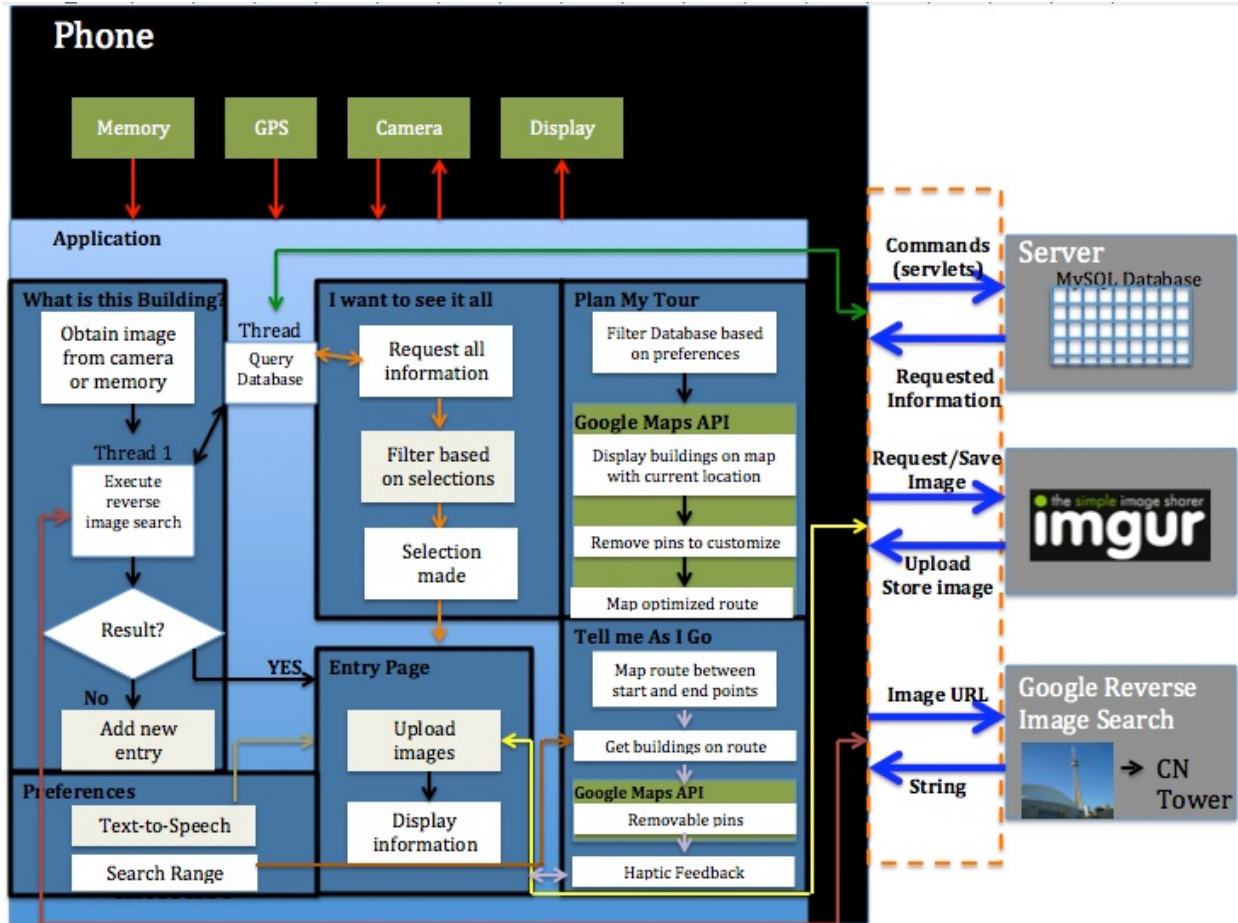 Phone
Memory
GPS
Camera
Display
Application
What is this Building?
Obtain image
from camera
or memory
Thread 1
Execute
reverse
image search
Result?
YES
No
Add new
entry
Thread
Query
Database
I want to see it all
Request all
information
Filter based
on selections
Selection
made
Plan My Tour
Filter Database based
on preferences
Google Maps API
Display buildings on map
with current location
Remove pins to customize
Map optimized route
Entry Page
Upload
images
Display
information
Tell me As I Go
Map route between
start and end points
Get buildings on route
Google Maps API
Removable pins
Haptic Feedback
Preferences
Text-to-Speech
Search Range
Commands
(servlets)
Requested
Information
Request/Save
Image
Upload
Store image
Image URL
String
Server
MySQL Database
the simple image sharer
imgur
Google Reverse
Image Search
CN
Tower